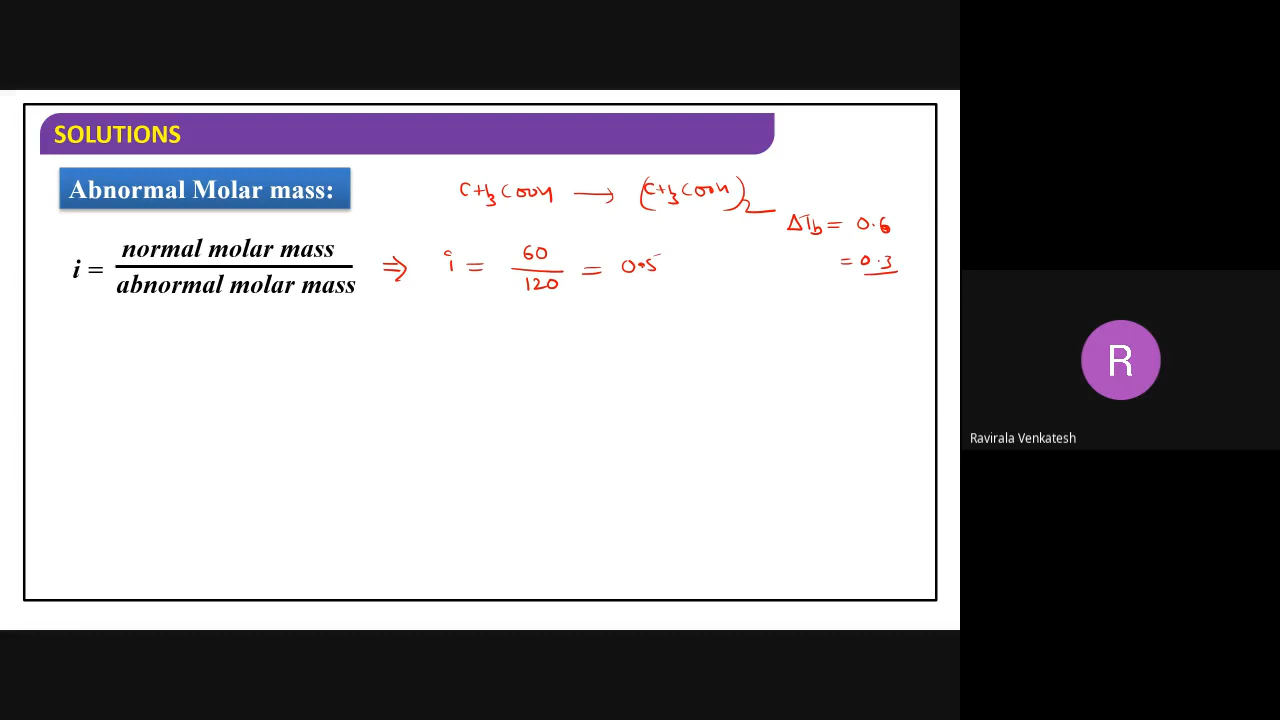 SOLUTIONS
Abnormal Molar mass:
CH3COOH → (CH3COOH)2
ΔTb = 0.6
= 0.3
i = normal molar mass / abnormal molar mass ⇒ i = 60 / 120 = 0.5
R
Ravirala Venkatesh